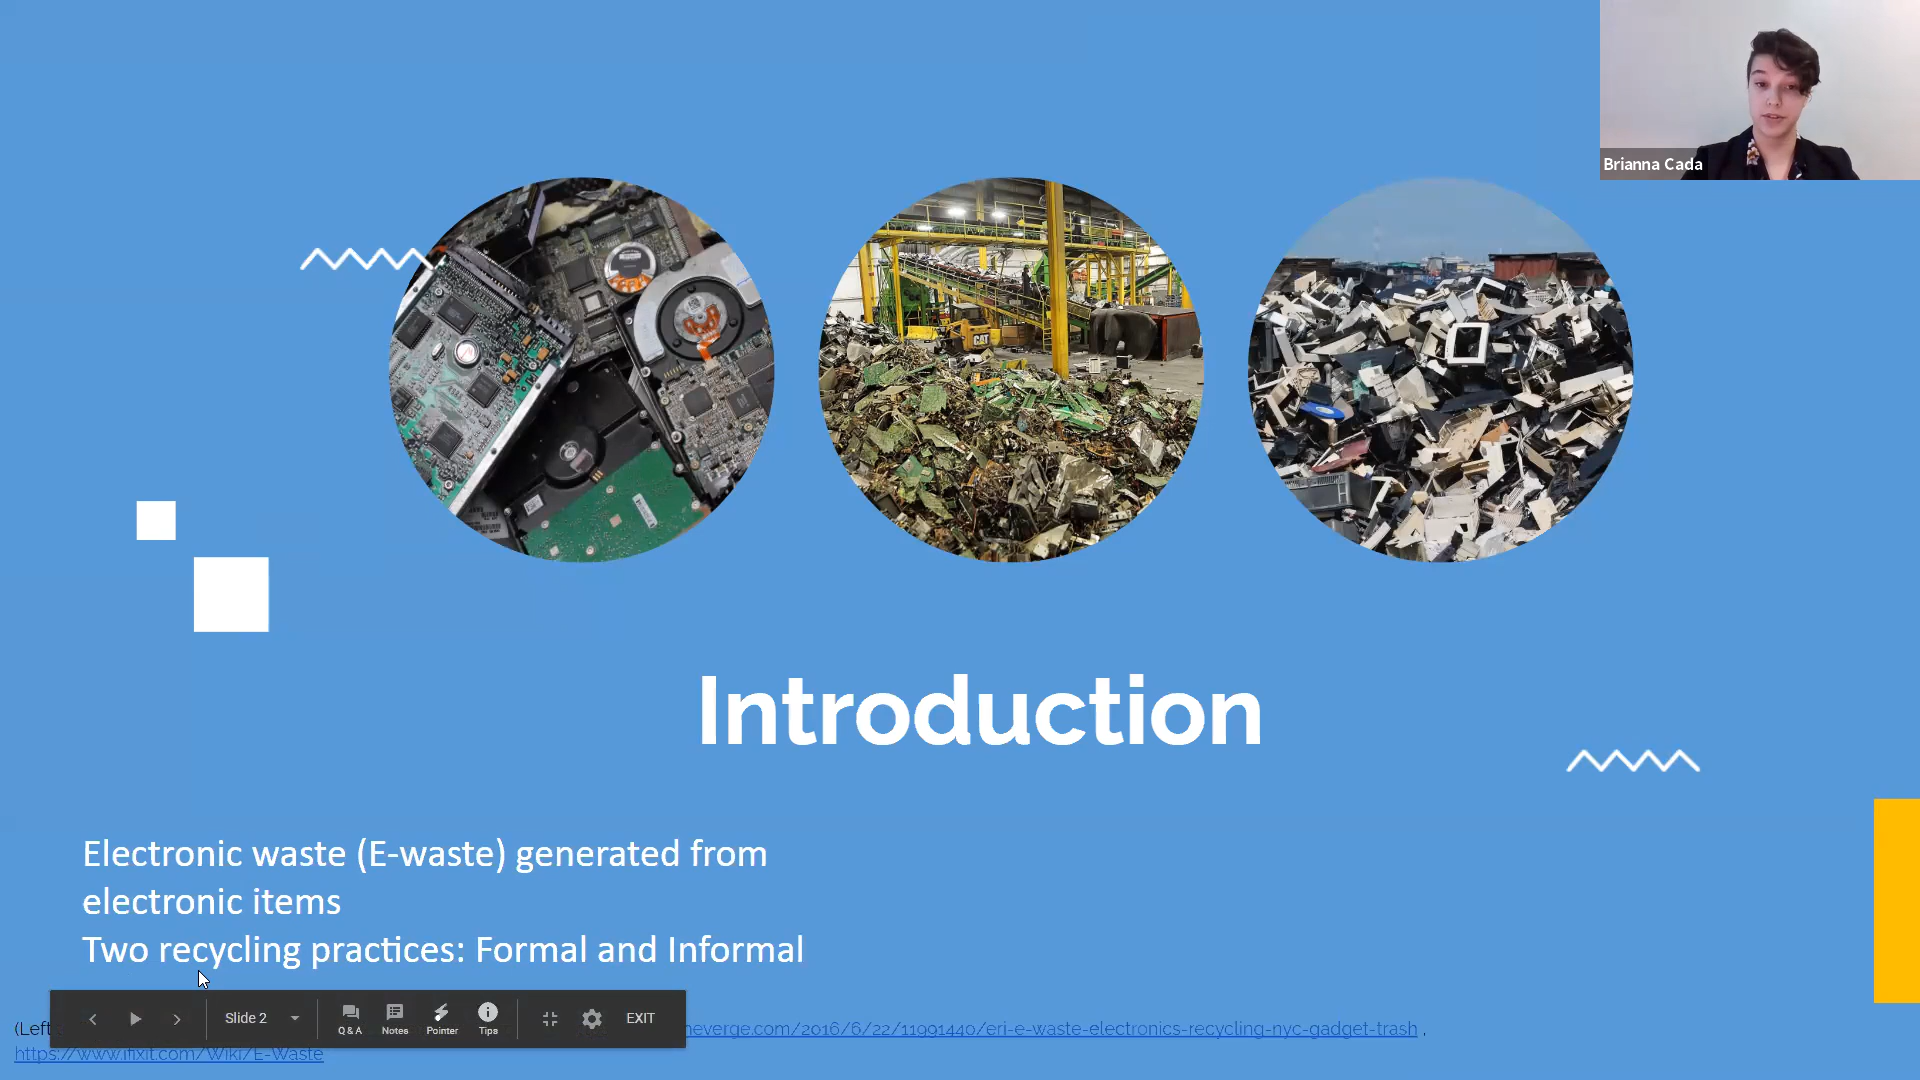 Brianna Cada
CAT
Introduction
Electronic waste (E-waste) generated from
electronic items
Two recycling practices: Formal and Informal
Slide 2
Q & A
Notes
Pointer
Tips
EXIT
(Left
neverge.com/2016/6/22/11991440/eri-e-waste-electronics-recycling-nyc-gadget-trash ,
https://www.ifixit.com/Wiki/E-Waste